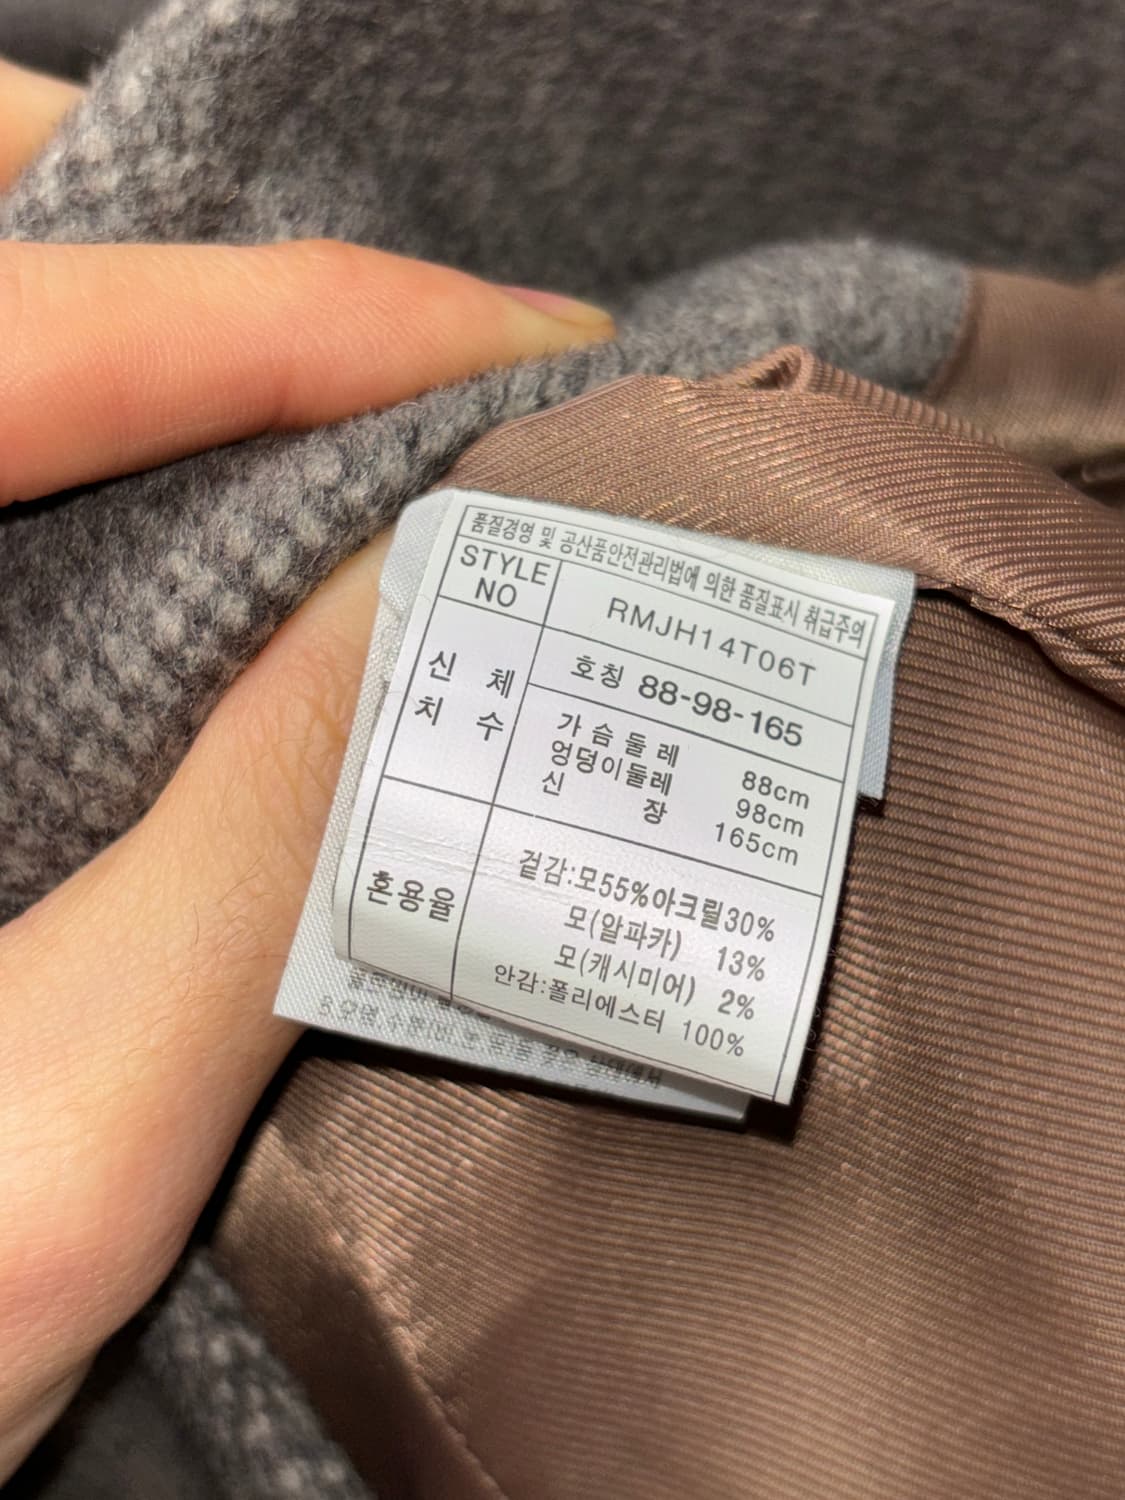 품질경영 및 공산품안전관리법에 의한 품질표시 취급주의
STYLE NO RMJH14T06T
신체치수
호칭 88-98-165
가슴둘레 88cm
엉덩이둘레 98cm
신장 165cm
혼용율
겉감:모55%아크릴30%
모(알파카) 13%
모(캐시미어) 2%
안감:폴리에스터 100%